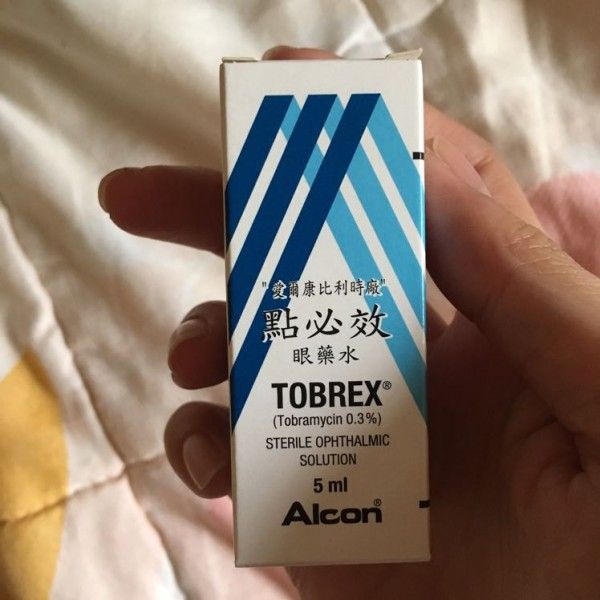 "愛爾康比利時廠"
點必效
眼藥水
TOBREX®
(Tobramycin 0.3%)
STERILE OPHTHALMIC
SOLUTION
5 ml
Alcon®